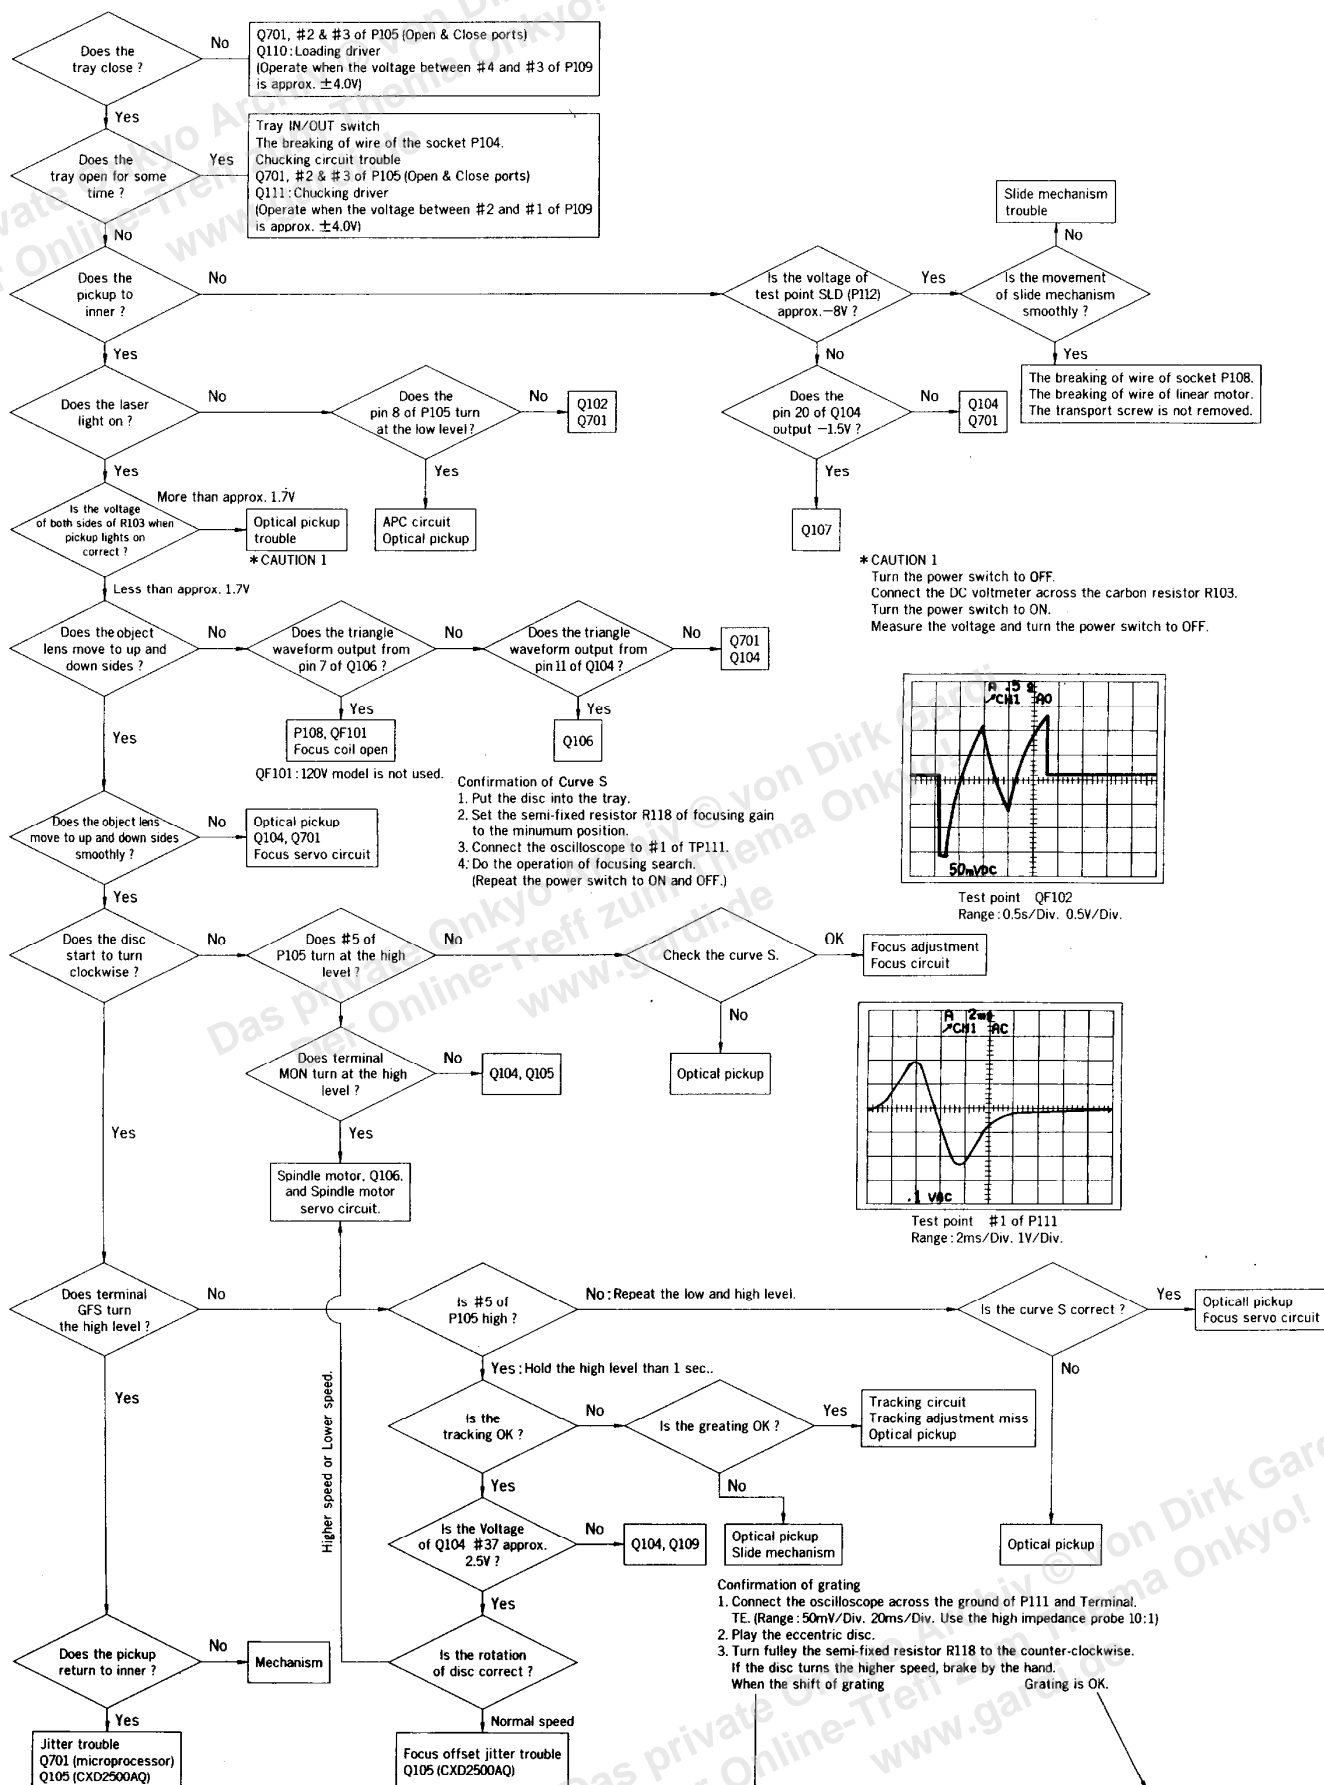 Does the
tray close ?
No
Q701, #2 & #3 of P105 (Open & Close ports)
Q110 : Loading driver
(Operate when the voltage between #4 and #3 of P109
is approx. ±4.0V)
Yes
Does the
tray open for some
time ?
Yes
Tray IN/OUT switch
The breaking of wire of the socket P104.
Chucking circuit trouble
Q701, #2 & #3 of P105 (Open & Close ports)
Q111 : Chucking driver
(Operate when the voltage between #2 and #1 of P109
is approx. ±4.0V)
No
Does the
pickup to
inner ?
No
Is the voltage of
test point SLD (P112)
approx. −8V ?
Yes
Is the movement
of slide mechanism
smoothly ?
No
Slide mechanism
trouble
Yes
The breaking of wire of socket P108.
The breaking of wire of linear motor.
The transport screw is not removed.
No
Does the
pin 20 of Q104
output −1.5V ?
No
Q104
Q701
Yes
Q107
Yes
Does the laser
light on ?
No
Does the
pin 8 of P105 turn
at the low level ?
No
Q102
Q701
Yes
APC circuit
Optical pickup
Yes
Is the voltage
of both sides of R103 when
pickup lights on
correct ?
More than approx. 1.7V
Optical pickup
trouble
* CAUTION 1
* CAUTION 1
Turn the power switch to OFF.
Connect the DC voltmeter across the carbon resistor R103.
Turn the power switch to ON.
Measure the voltage and turn the power switch to OFF.
Less than approx. 1.7V
Does the object
lens move to up and
down sides ?
No
Does the triangle
waveform output from
pin 7 of Q106 ?
No
Does the triangle
waveform output from
pin 11 of Q104 ?
No
Q701
Q104
Yes
P108, QF101
Focus coil open
QF101 : 120V model is not used.
Yes
Q106
Yes
Confirmation of Curve S
1. Put the disc into the tray.
2. Set the semi-fixed resistor R118 of focusing gain
to the minumum position.
3. Connect the oscilloscope to #1 of TP111.
4. Do the operation of focusing search.
(Repeat the power switch to ON and OFF.)
A .5 s
CH1 AO
50mVDC
Test point QF102
Range : 0.5s/Div. 0.5V/Div.
Does the object lens
move to up and down sides
smoothly ?
No
Optical pickup
Q104, Q701
Focus servo circuit
Yes
Does the disc
start to turn
clockwise ?
No
Does #5 of
P105 turn at the high
level ?
No
Check the curve S.
OK
Focus adjustment
Focus circuit
No
Optical pickup
Does terminal
MON turn at the high
level ?
No
Q104, Q105
Yes
Spindle motor, Q106,
and Spindle motor
servo circuit.
A 2ms
CH1 AC
.1 VAC
Test point #1 of P111
Range : 2ms/Div. 1V/Div.
Yes
Does terminal
GFS turn
the high level ?
No
Is #5 of
P105 high ?
No : Repeat the low and high level.
Is the curve S correct ?
Yes
Opticall pickup
Focus servo circuit
No
Optical pickup
Yes : Hold the high level than 1 sec..
Is the
tracking OK ?
No
Is the greating OK ?
Yes
Tracking circuit
Tracking adjustment miss
Optical pickup
No
Optical pickup
Slide mechanism
Yes
Is the Voltage
of Q104 #37 approx.
2.5V ?
No
Q104, Q109
Yes
Is the rotation
of disc correct ?
Higher speed or Lower speed.
Normal speed
Focus offset jitter trouble
Q105 (CXD2500AQ)
Yes
Does the pickup
return to inner ?
No
Mechanism
Yes
Jitter trouble
Q701 (microprocessor)
Q105 (CXD2500AQ)
Confirmation of grating
1. Connect the oscilloscope across the ground of P111 and Terminal.
TE. (Range : 50mV/Div. 20ms/Div. Use the high impedance probe 10:1)
2. Play the eccentric disc.
3. Turn fulley the semi-fixed resistor R118 to the counter-clockwise.
If the disc turns the higher speed, brake by the hand.
When the shift of grating
Grating is OK.
Das private Onkyo Archiv © von Dirk Gardi
Der Online-Treff zum Thema Onkyo!
www.gardi.de